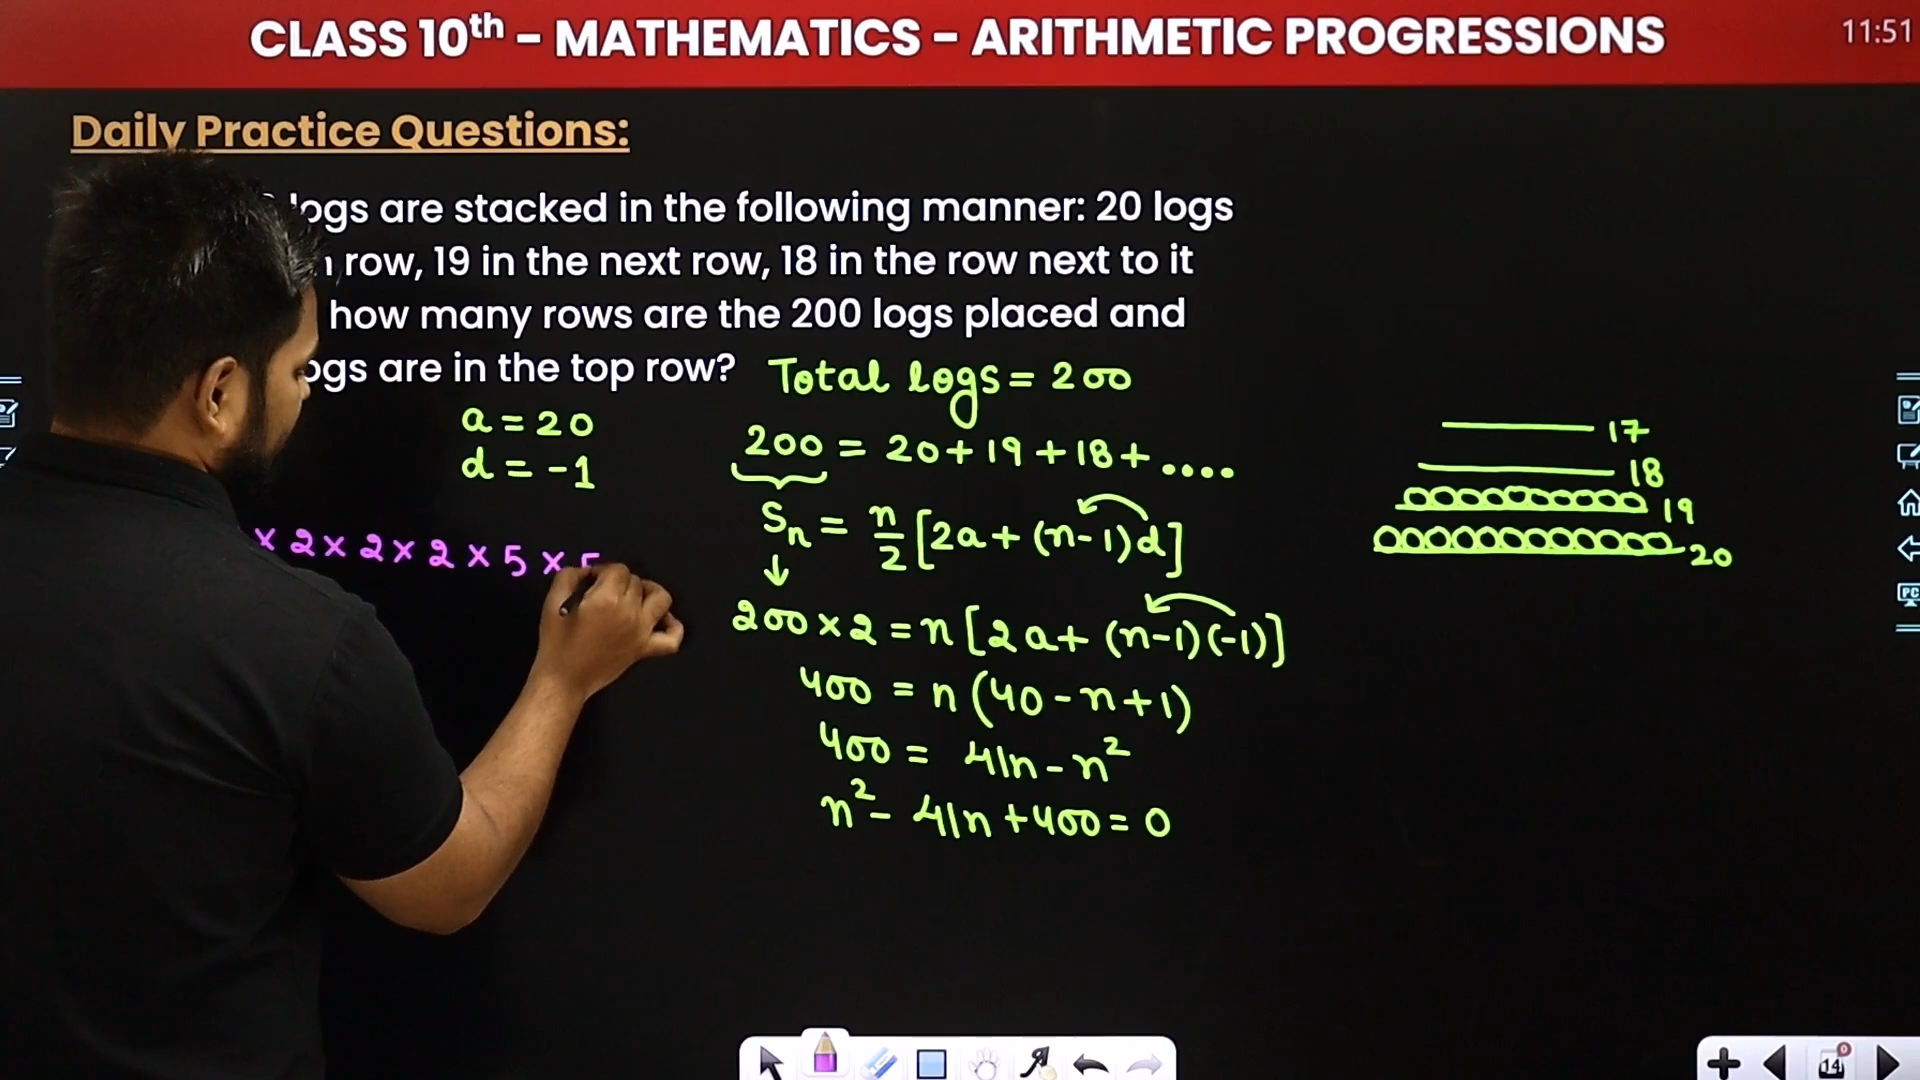 CLASS 10th - MATHEMATICS - ARITHMETIC PROGRESSIONS
11:51
Daily Practice Questions:
logs are stacked in the following manner: 20 logs
row, 19 in the next row, 18 in the row next to it
how many rows are the 200 logs placed and
are in the top row?
Total logs = 200
a = 20
d = -1
200 = 20 + 19 + 18 + ....
Sn = n/2 [2a + (n-1)d]
× 2 × 2 × 2 × 5 × 5
200 × 2 = n [2a + (n-1)(-1)]
400 = n (40 - n + 1)
400 = 41n - n²
n² - 41n + 400 = 0
17
18
19
20
PC
14
0